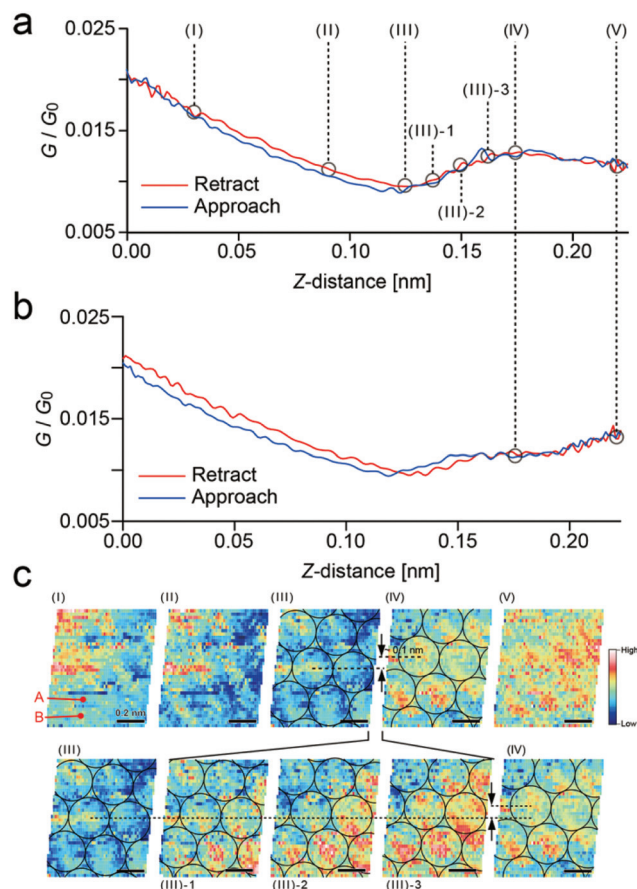 a
(I) (II) (III) (IV) (V)
0.025
(III)-3
(III)-1
0.015
G / G0
(III)-2
Retract
Approach
0.005
0.00 0.05 0.10 0.15 0.20
Z-distance [nm]
b
0.025
0.015
G / G0
Retract
Approach
0.005
0.00 0.05 0.10 0.15 0.20
Z-distance [nm]
c
(I) (II) (III) (IV) (V)
0.1 nm
High
A
B
0.2 nm
Low
(III) (IV)
(III)-1 (III)-2 (III)-3